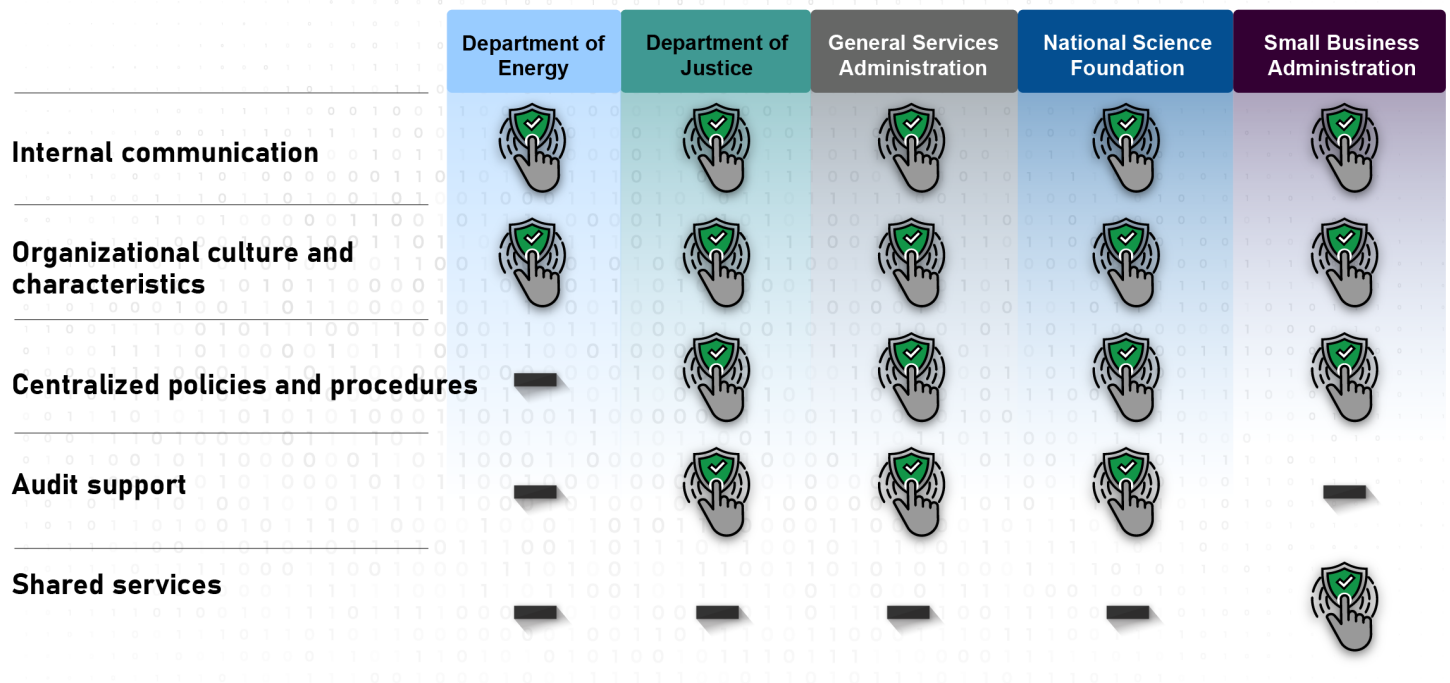 Department of
Energy
Department of
Justice
General Services
Administration
National Science
Foundation
Small Business
Administration
Internal communication
Organizational culture and
characteristics
Centralized policies and procedures
Audit support
Shared services